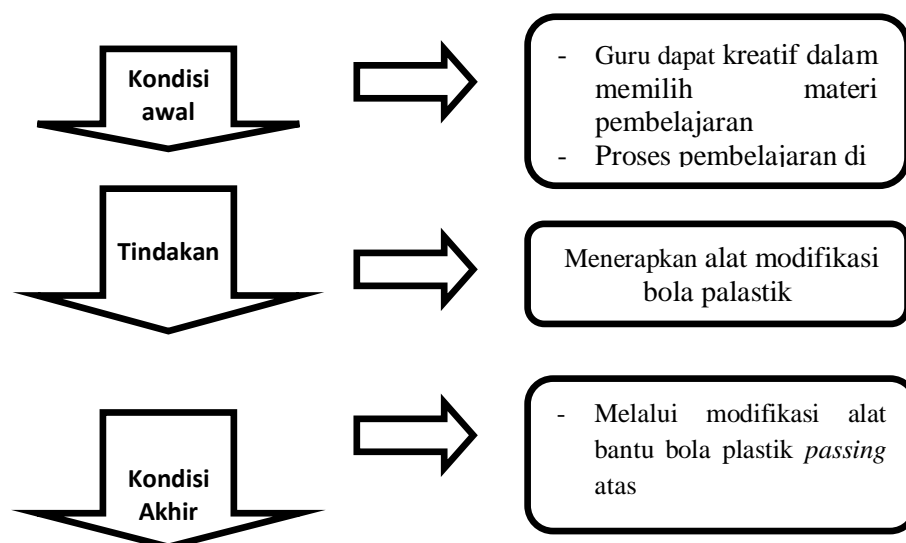 Kondisi
awal
- Guru dapat kreatif dalam
memilih materi
pembelajaran
- Proses pembelajaran di
Tindakan
Menerapkan alat modifikasi
bola palastik
Kondisi
Akhir
- Melalui modifikasi alat
bantu bola plastik passing
atas